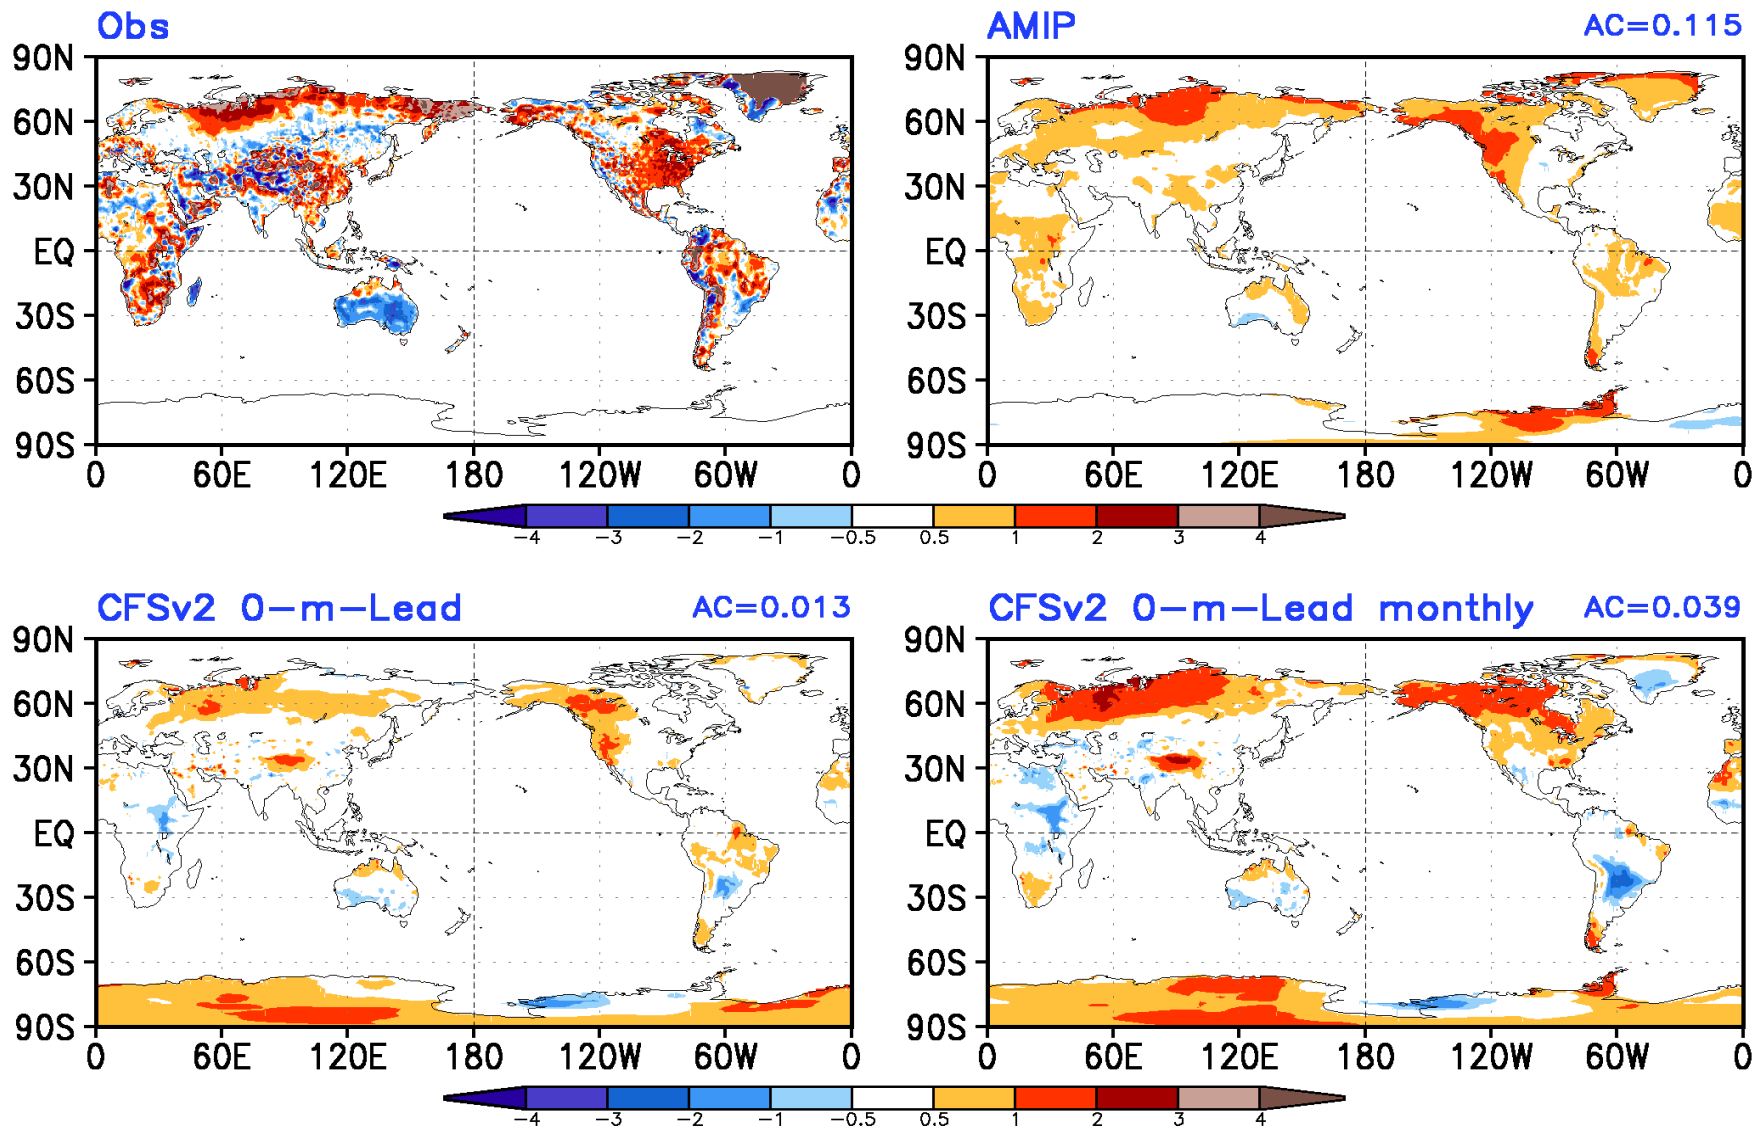 Obs
AMIP AC=0.115
90N 90N
60N 60N
30N 30N
EQ EQ
30S 30S
60S 60S
90S 90S
0 60E 120E 180 120W 60W 0 0 60E 120E 180 120W 60W 0
-4 -3 -2 -1 -0.5 0.5 1 2 3 4
CFSv2 0-m-Lead AC=0.013
CFSv2 0-m-Lead monthly AC=0.039
90N 90N
60N 60N
30N 30N
EQ EQ
30S 30S
60S 60S
90S 90S
0 60E 120E 180 120W 60W 0 0 60E 120E 180 120W 60W 0
-4 -3 -2 -1 -0.5 0.5 1 2 3 4